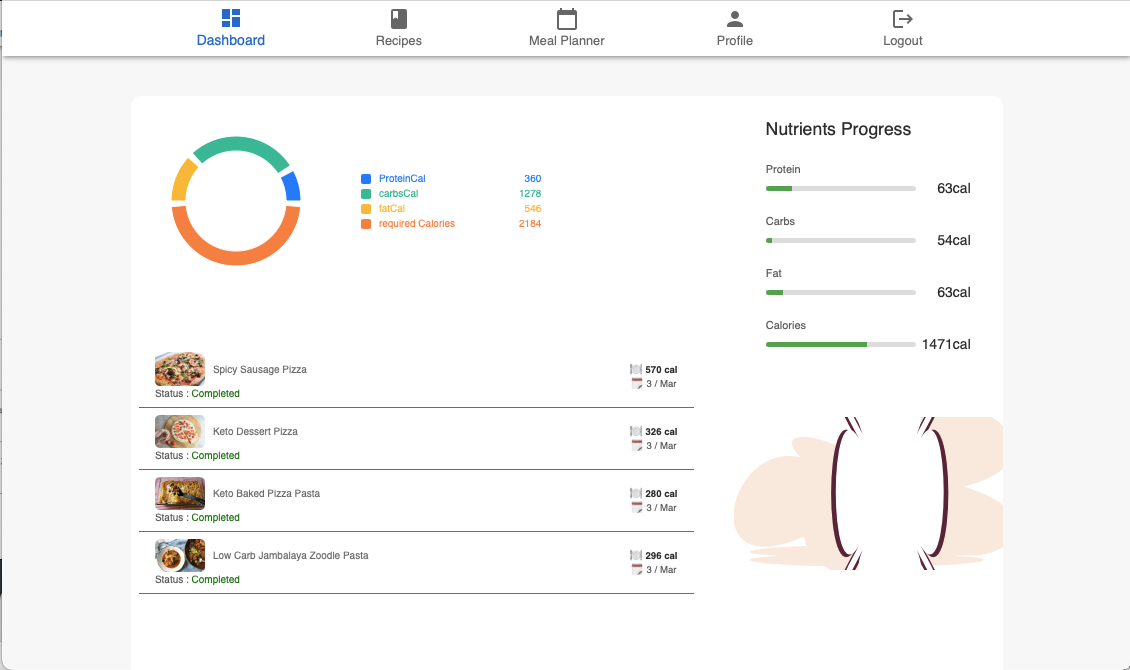 Dashboard
Recipes
Meal Planner
Profile
Logout
ProteinCal 360
carbsCal 1278
fatCal 546
required Calories 2184
Nutrients Progress
Protein
63cal
Carbs
54cal
Fat
63cal
Calories
1471cal
Spicy Sausage Pizza
570 cal
3 / Mar
Status : Completed
Keto Dessert Pizza
326 cal
3 / Mar
Status : Completed
Keto Baked Pizza Pasta
280 cal
3 / Mar
Status : Completed
Low Carb Jambalaya Zoodle Pasta
296 cal
3 / Mar
Status : Completed